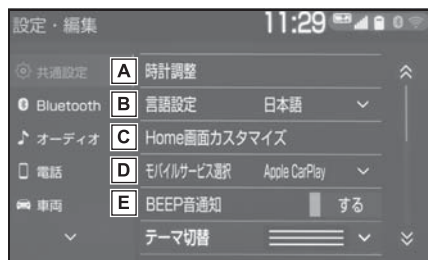 設定・編集 11:29 0
共通設定
Bluetooth
オーディオ
電話
車両
A 時計調整
B 言語設定 日本語
C Home画面カスタマイズ
D モバイルサービス選択 Apple CarPlay
E BEEP音通知 する
テーマ切替